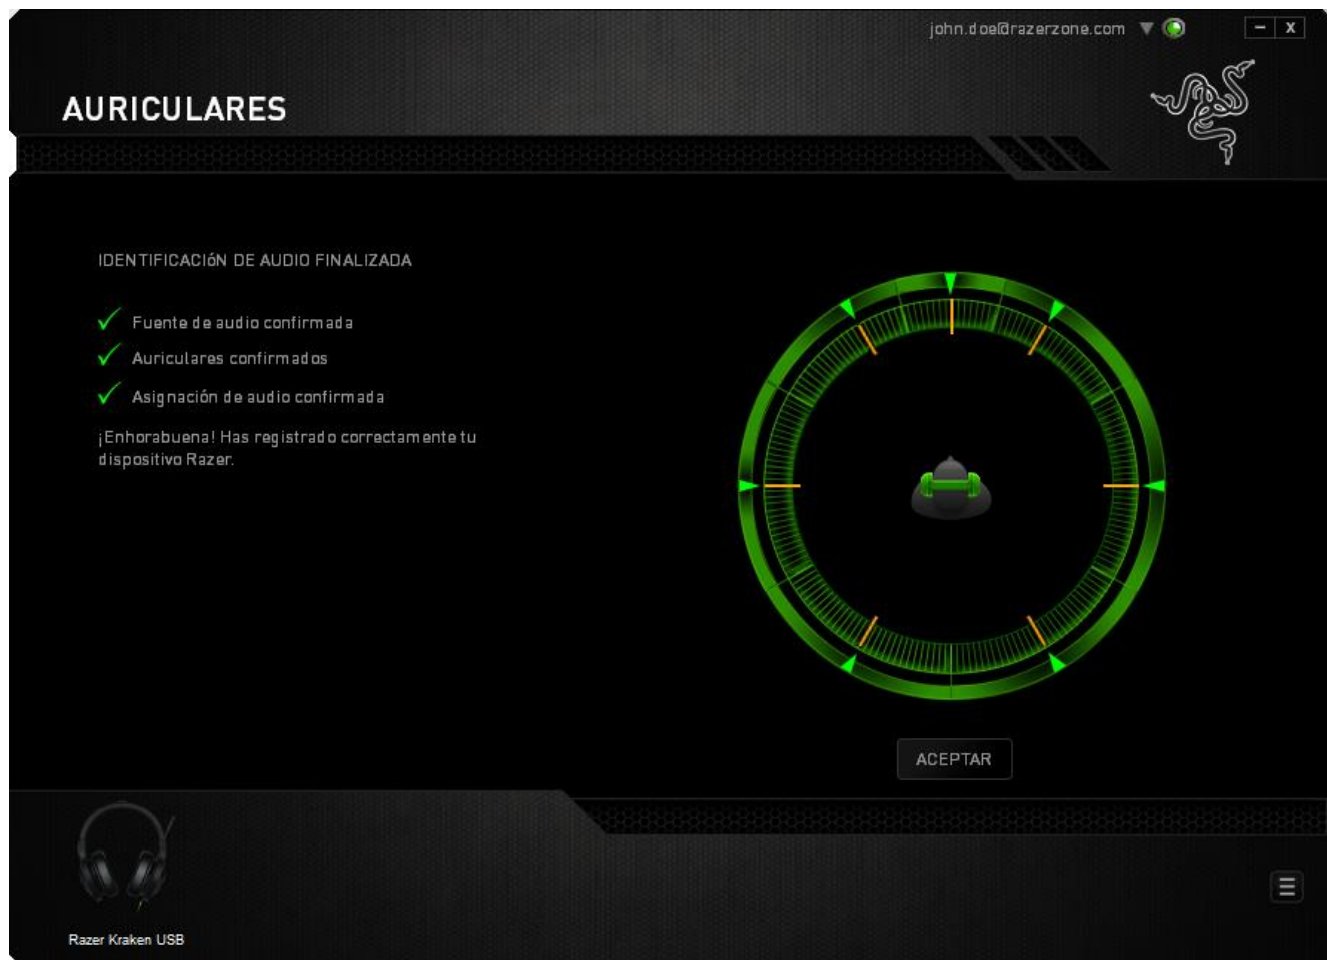 john.doe@razerzone.com
X
AURICULARES
IDENTIFICACIóN DE AUDIO FINALIZADA
Fuente de audio confirmada
Auriculares confirmados
Asignación de audio confirmada
¡Enhorabuena! Has registrado correctamente tu
dispositivo Razer.
ACEPTAR
Razer Kraken USB